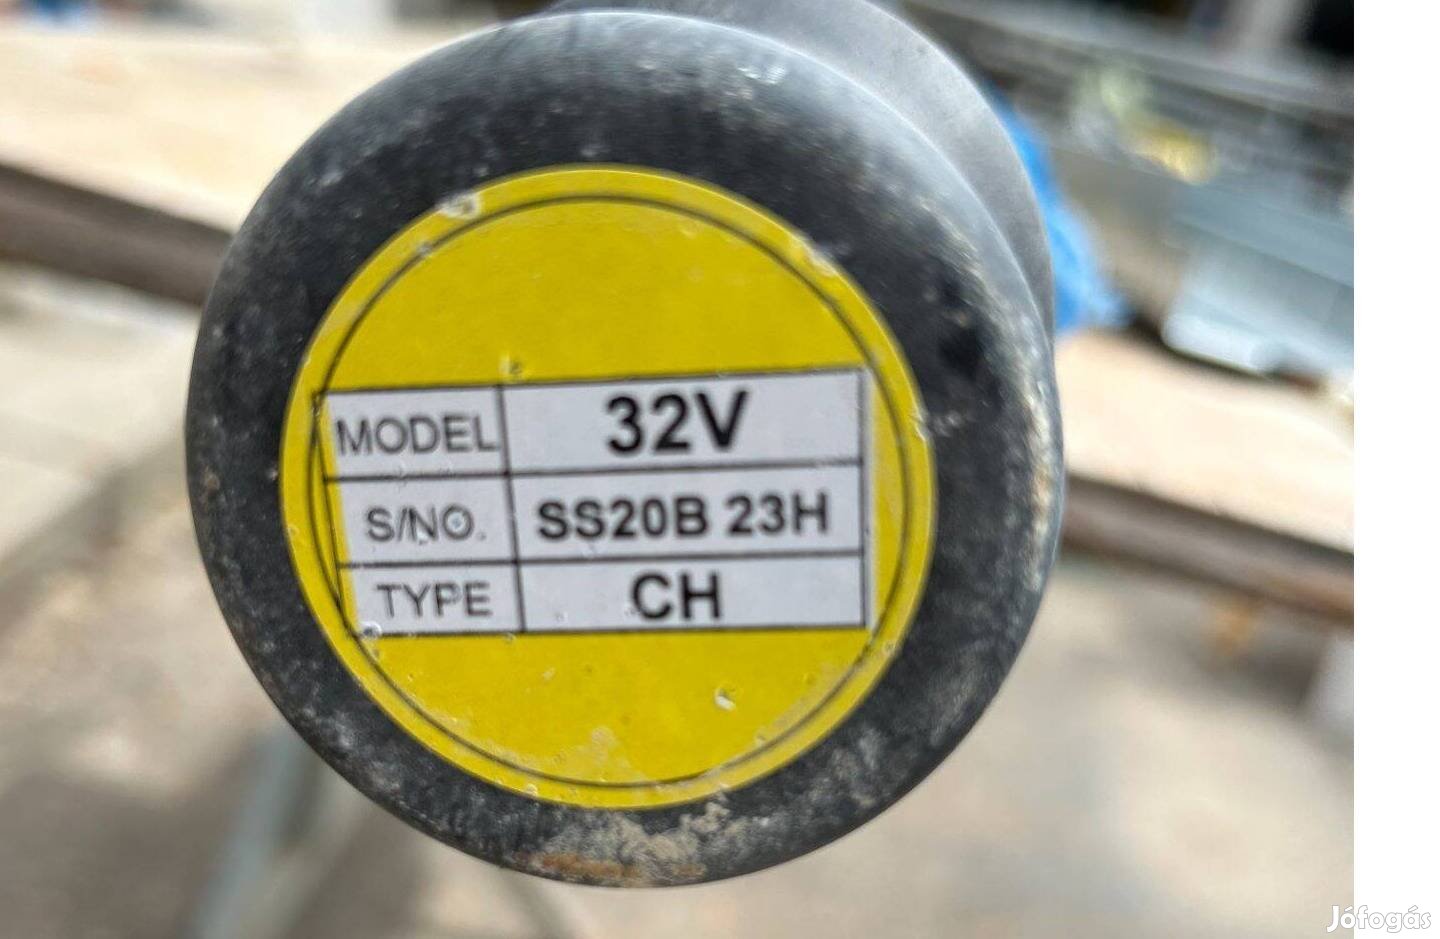 MODEL 32V
S/NO. SS20B 23H
TYPE CH
Jófogás